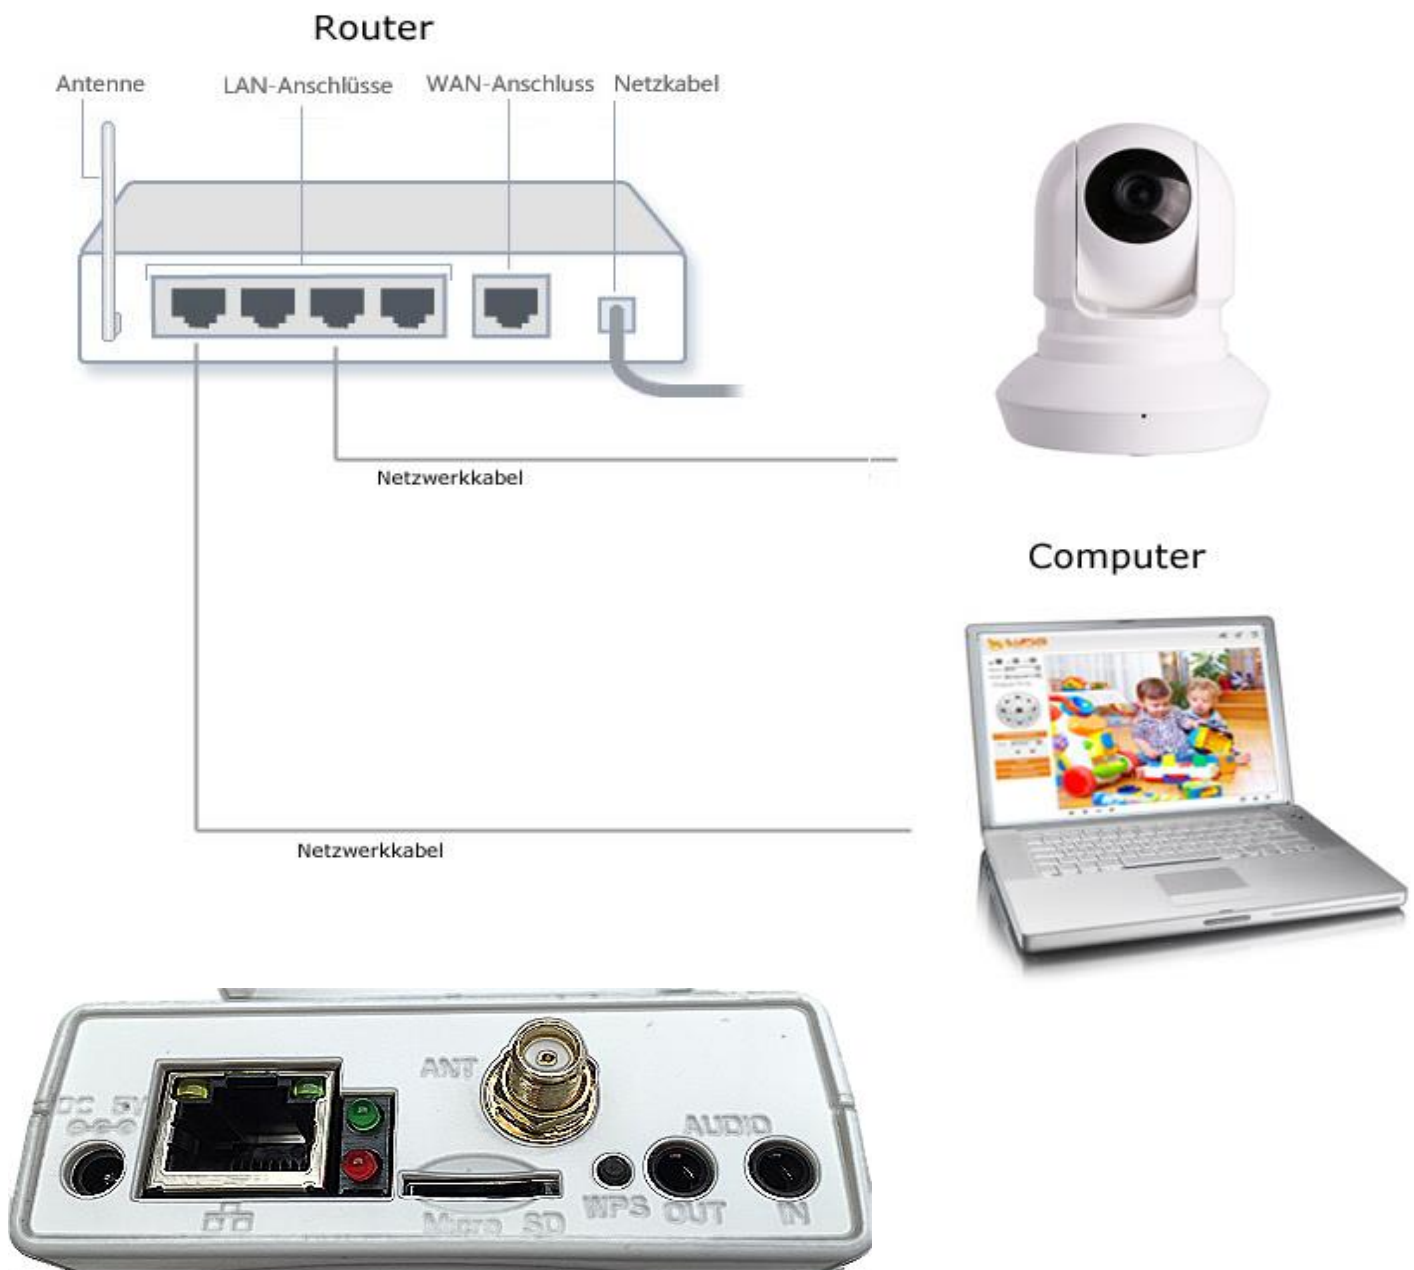 Router
Antenne
LAN-Anschlüsse
WAN-Anschluss
Netzkabel
Netzwerkkabel
Computer
Netzwerkkabel
DC 5V
ANT
AUDIO
Micro SD
WPS
OUT
IN